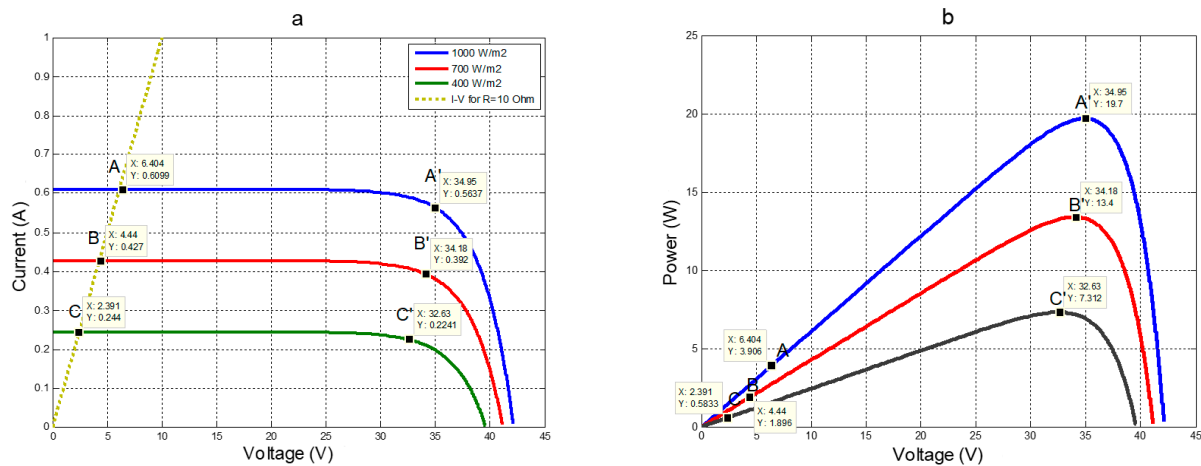 a
1
0.9
0.8
0.7
0.6
0.5
0.4
0.3
0.2
0.1
0
Current (A)
1000 W/m2
700 W/m2
400 W/m2
I-V for R=10 Ohm
A
X: 6.404
Y: 0.6099
B
X: 4.44
Y: 0.427
C
X: 2.391
Y: 0.244
A'
X: 34.95
Y: 0.5637
B'
X: 34.18
Y: 0.392
C'
X: 32.63
Y: 0.2241
0 5 10 15 20 25 30 35 40 45
Voltage (V)
b
25
20
15
10
5
0
Power (W)
X: 34.95
Y: 19.7
A'
X: 34.18
Y: 13.4
B'
X: 32.63
Y: 7.312
C'
X: 6.404
Y: 3.906
A
X: 2.391
Y: 0.5833
C
B
X: 4.44
Y: 1.896
0 5 10 15 20 25 30 35 40 45
Voltage (V)